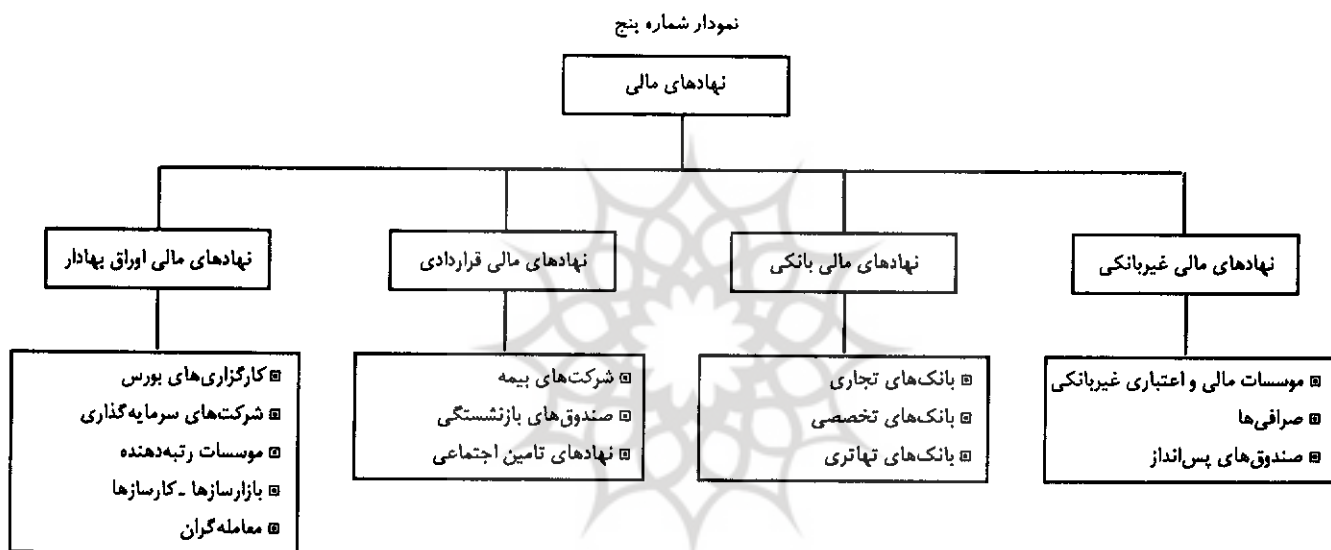 نمودار شماره پنج
نهادهای مالی
نهادهای مالی غیربانکی
نهادهای مالی بانکی
نهادهای مالی قراردادی
نهادهای مالی اوراق بهادار
موسسات مالی و اعتباری غیربانکی
صرافی‌ها
صندوق‌های پس‌انداز
بانک‌های تجاری
بانک‌های تخصصی
بانک‌های تهاتری
شرکت‌های بیمه
صندوق‌های بازنشستگی
نهادهای تامین اجتماعی
کارگزاری‌های بورس
شرکت‌های سرمایه‌گذاری
موسسات رتبه‌دهنده
بازارسازها - کارسازها
معامله‌گران